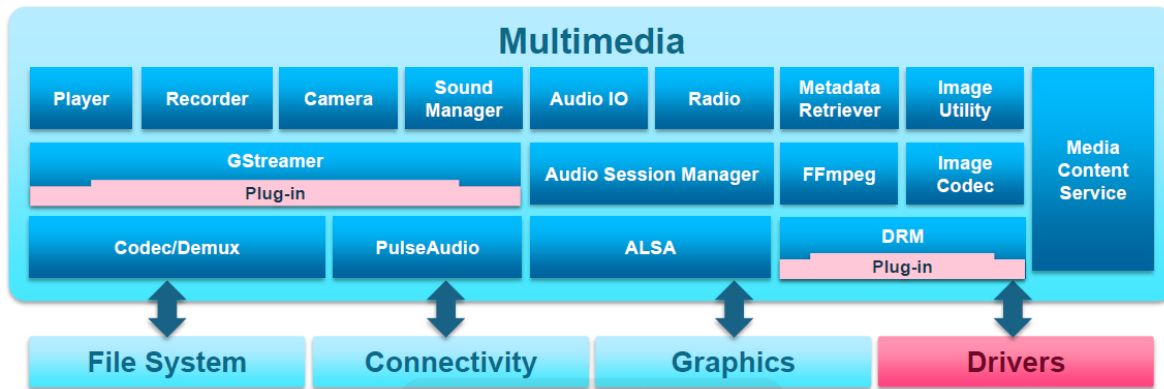 Multimedia
Player
Recorder
Camera
Sound
Manager
Audio IO
Radio
Metadata
Retriever
Image
Utility
Media
Content
Service
GStreamer
Plug-in
Audio Session Manager
FFmpeg
Image
Codec
Codec/Demux
PulseAudio
ALSA
DRM
Plug-in
File System
Connectivity
Graphics
Drivers